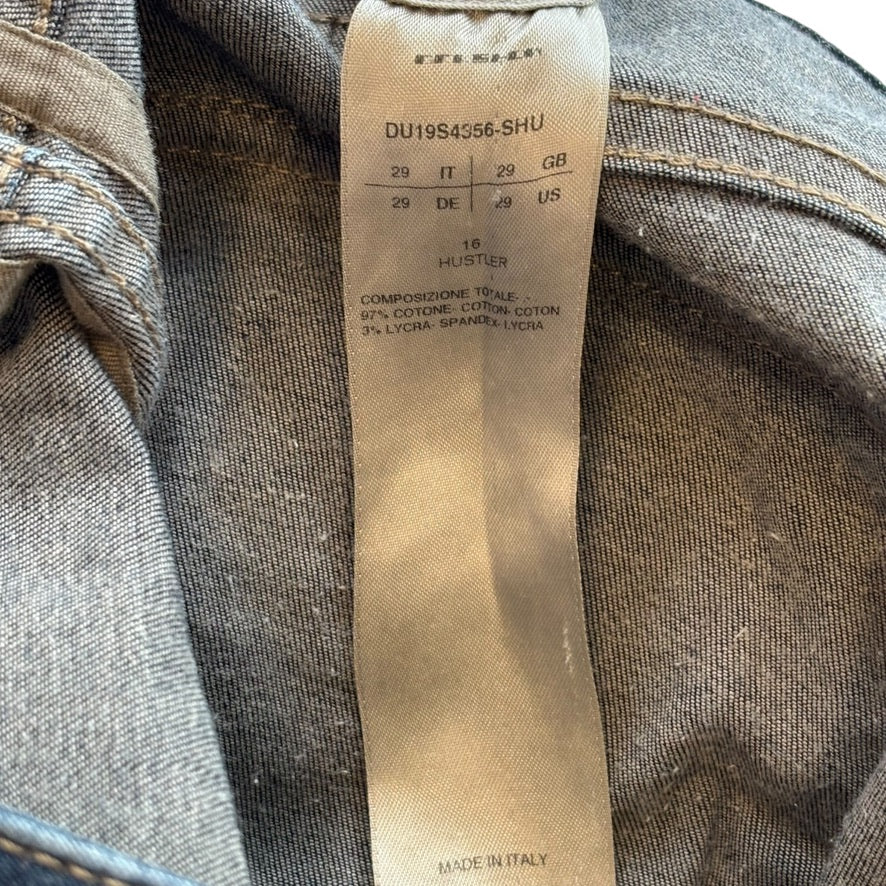 DU19S4356-SHU
29 IT 29 GB
29 DE 29 US
16
HUSTLER
COMPOSIZIONE TOTALE- -
97% COTONE- COTTON- COTON
3% LYCRA- SPANDEX- LYCRA
MADE IN ITALY